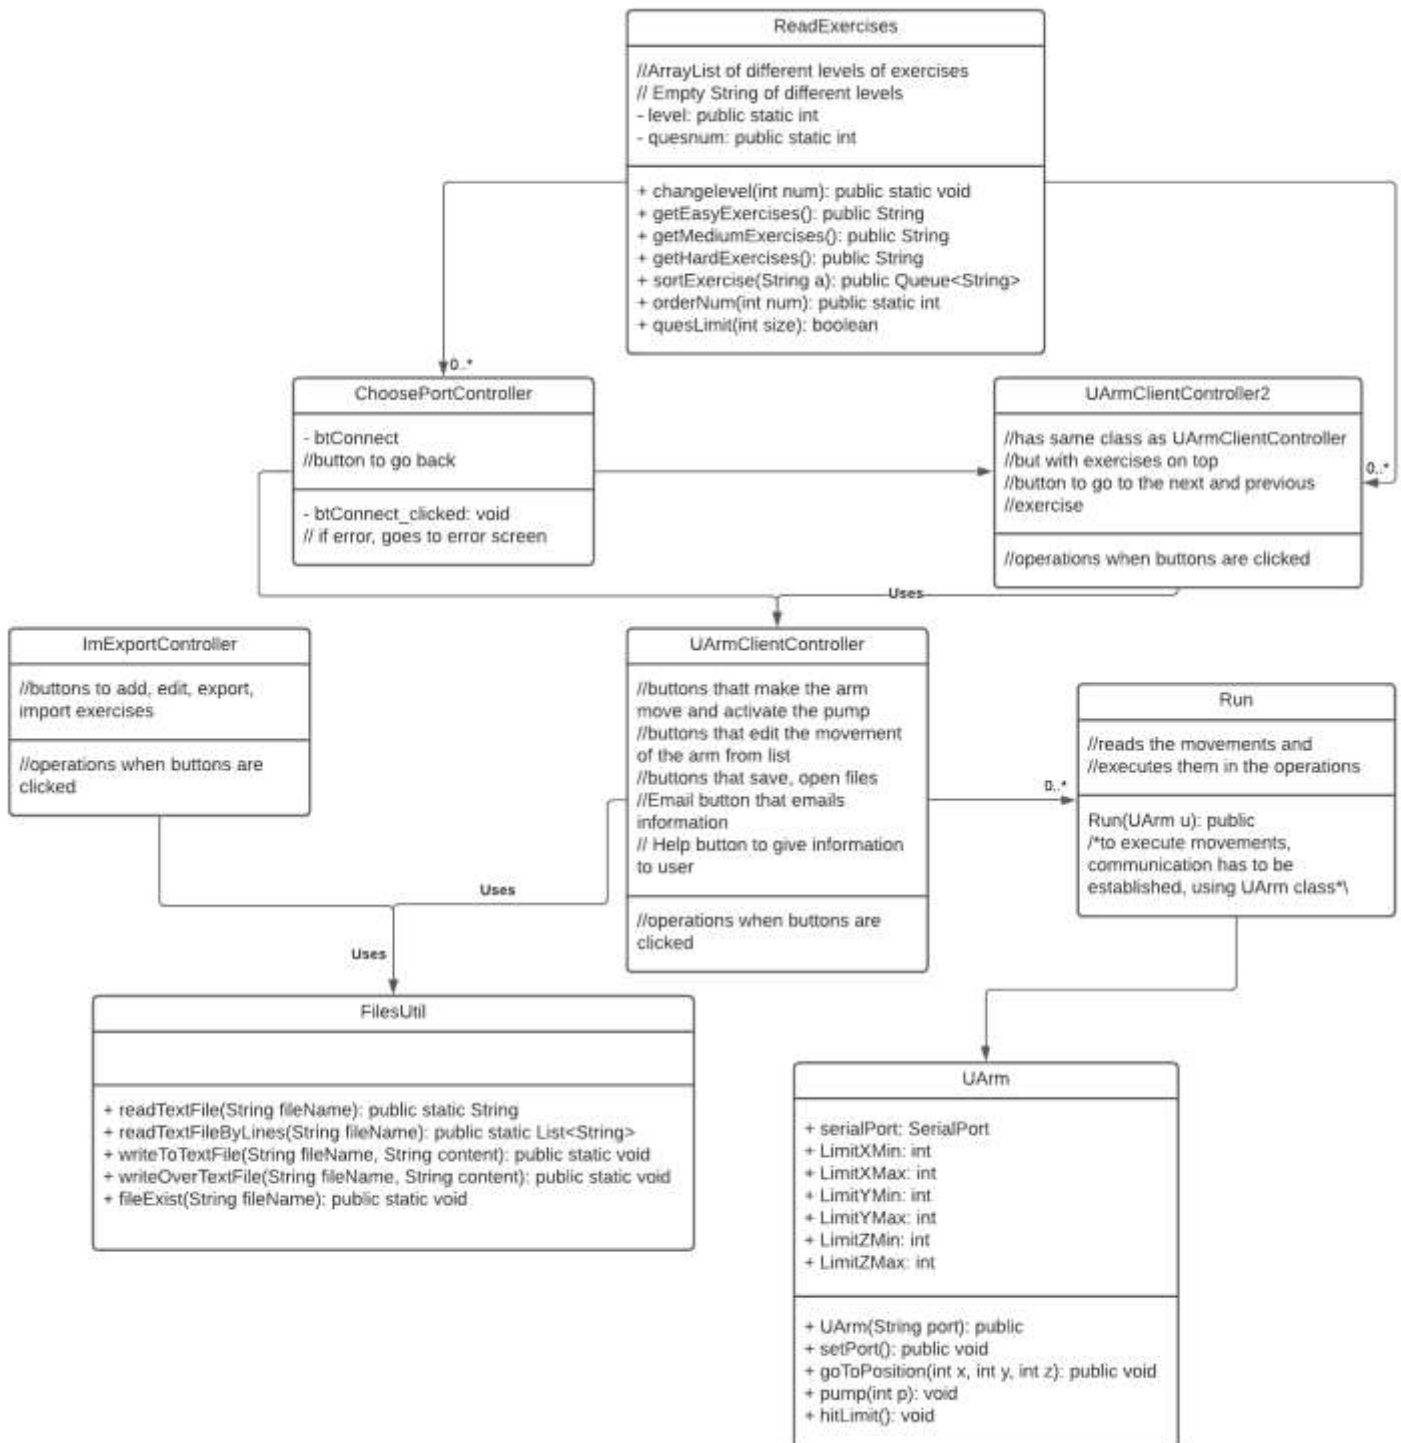 ReadExercises
//ArrayList of different levels of exercises
// Empty String of different levels
- level: public static int
- quesnum: public static int
+ changelevel(int num): public static void
+ getEasyExercises(): public String
+ getMediumExercises(): public String
+ getHardExercises(): public String
+ sortExercise(String a): public Queue<String>
+ orderNum(int num): public static int
+ quesLimit(int size): boolean
0..*
ChoosePortController
- btConnect
//button to go back
- btConnect_clicked: void
// if error, goes to error screen
UArmClientController2
//has same class as UArmClientController
//but with exercises on top
//button to go to the next and previous
//exercise
//operations when buttons are clicked
0..*
Uses
ImExportController
//buttons to add, edit, export,
import exercises
//operations when buttons are
clicked
UArmClientController
//buttons thatt make the arm
move and activate the pump
//buttons that edit the movement
of the arm from list
//buttons that save, open files
//Email button that emails
information
// Help button to give information
to user
//operations when buttons are
clicked
0..*
Run
//reads the movements and
//executes them in the operations
Run(UArm u): public
/*to execute movements,
communication has to be
established, using UArm class*\
Uses
Uses
FilesUtil
+ readTextFile(String fileName): public static String
+ readTextFileByLines(String fileName): public static List<String>
+ writeToTextFile(String fileName, String content): public static void
+ writeOverTextFile(String fileName, String content): public static void
+ fileExist(String fileName): public static void
UArm
+ serialPort: SerialPort
+ LimitXMin: int
+ LimitXMax: int
+ LimitYMin: int
+ LimitYMax: int
+ LimitZMin: int
+ LimitZMax: int
+ UArm(String port): public
+ setPort(): public void
+ goToPosition(int x, int y, int z): public void
+ pump(int p): void
+ hitLimit(): void